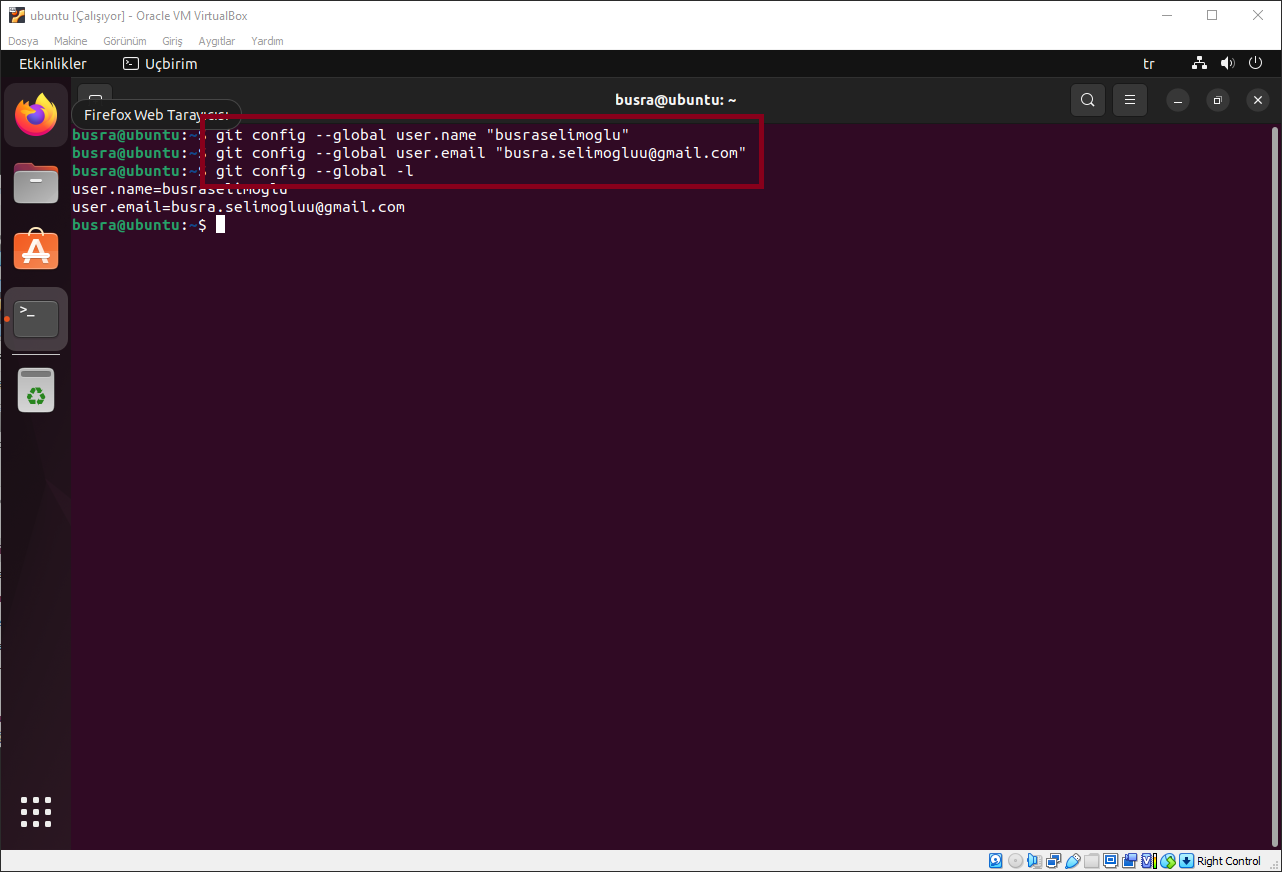 ubuntu [Çalışıyor] - Oracle VM VirtualBox
Dosya Makine Görünüm Giriş Aygıtlar Yardım
Etkinlikler Uçbirim tr
busra@ubuntu: ~
Firefox Web Tarayıcısı
busra@ubuntu:~$ git config --global user.name "busraselimoglu"
busra@ubuntu:~$ git config --global user.email "busra.selimogluu@gmail.com"
busra@ubuntu:~$ git config --global -l
user.name=busraselimoglu
user.email=busra.selimogluu@gmail.com
busra@ubuntu:~$
Right Control